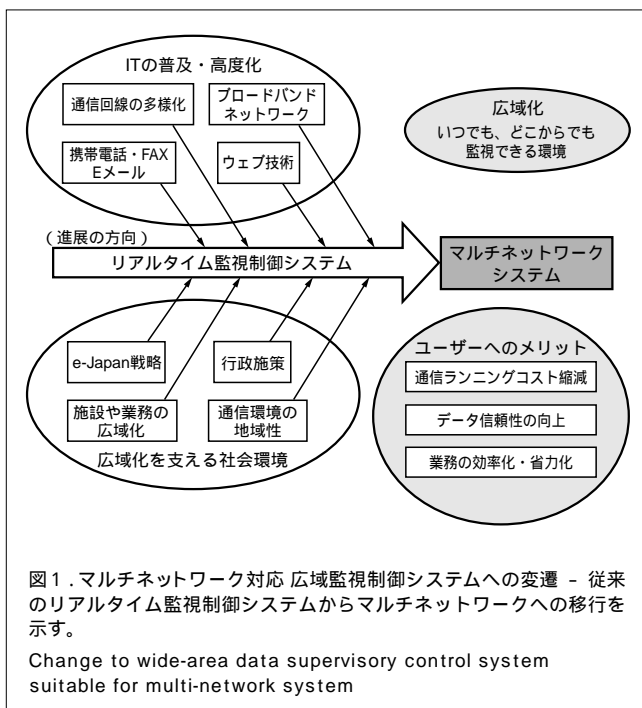 ITの普及・高度化
通信回線の多様化
ブロードバンド
ネットワーク
携帯電話・FAX
Eメール
ウェブ技術
広域化
いつでも、どこからでも
監視できる環境
(進展の方向)
リアルタイム監視制御システム
マルチネットワーク
システム
e-Japan戦略
行政施策
施設や業務の
広域化
通信環境の
地域性
広域化を支える社会環境
ユーザーへのメリット
通信ランニングコスト縮減
データ信頼性の向上
業務の効率化・省力化
図1.マルチネットワーク対応 広域監視制御システムへの変遷 − 従来
のリアルタイム監視制御システムからマルチネットワークへの移行を
示す。
Change to wide-area data supervisory control system
suitable for multi-network system